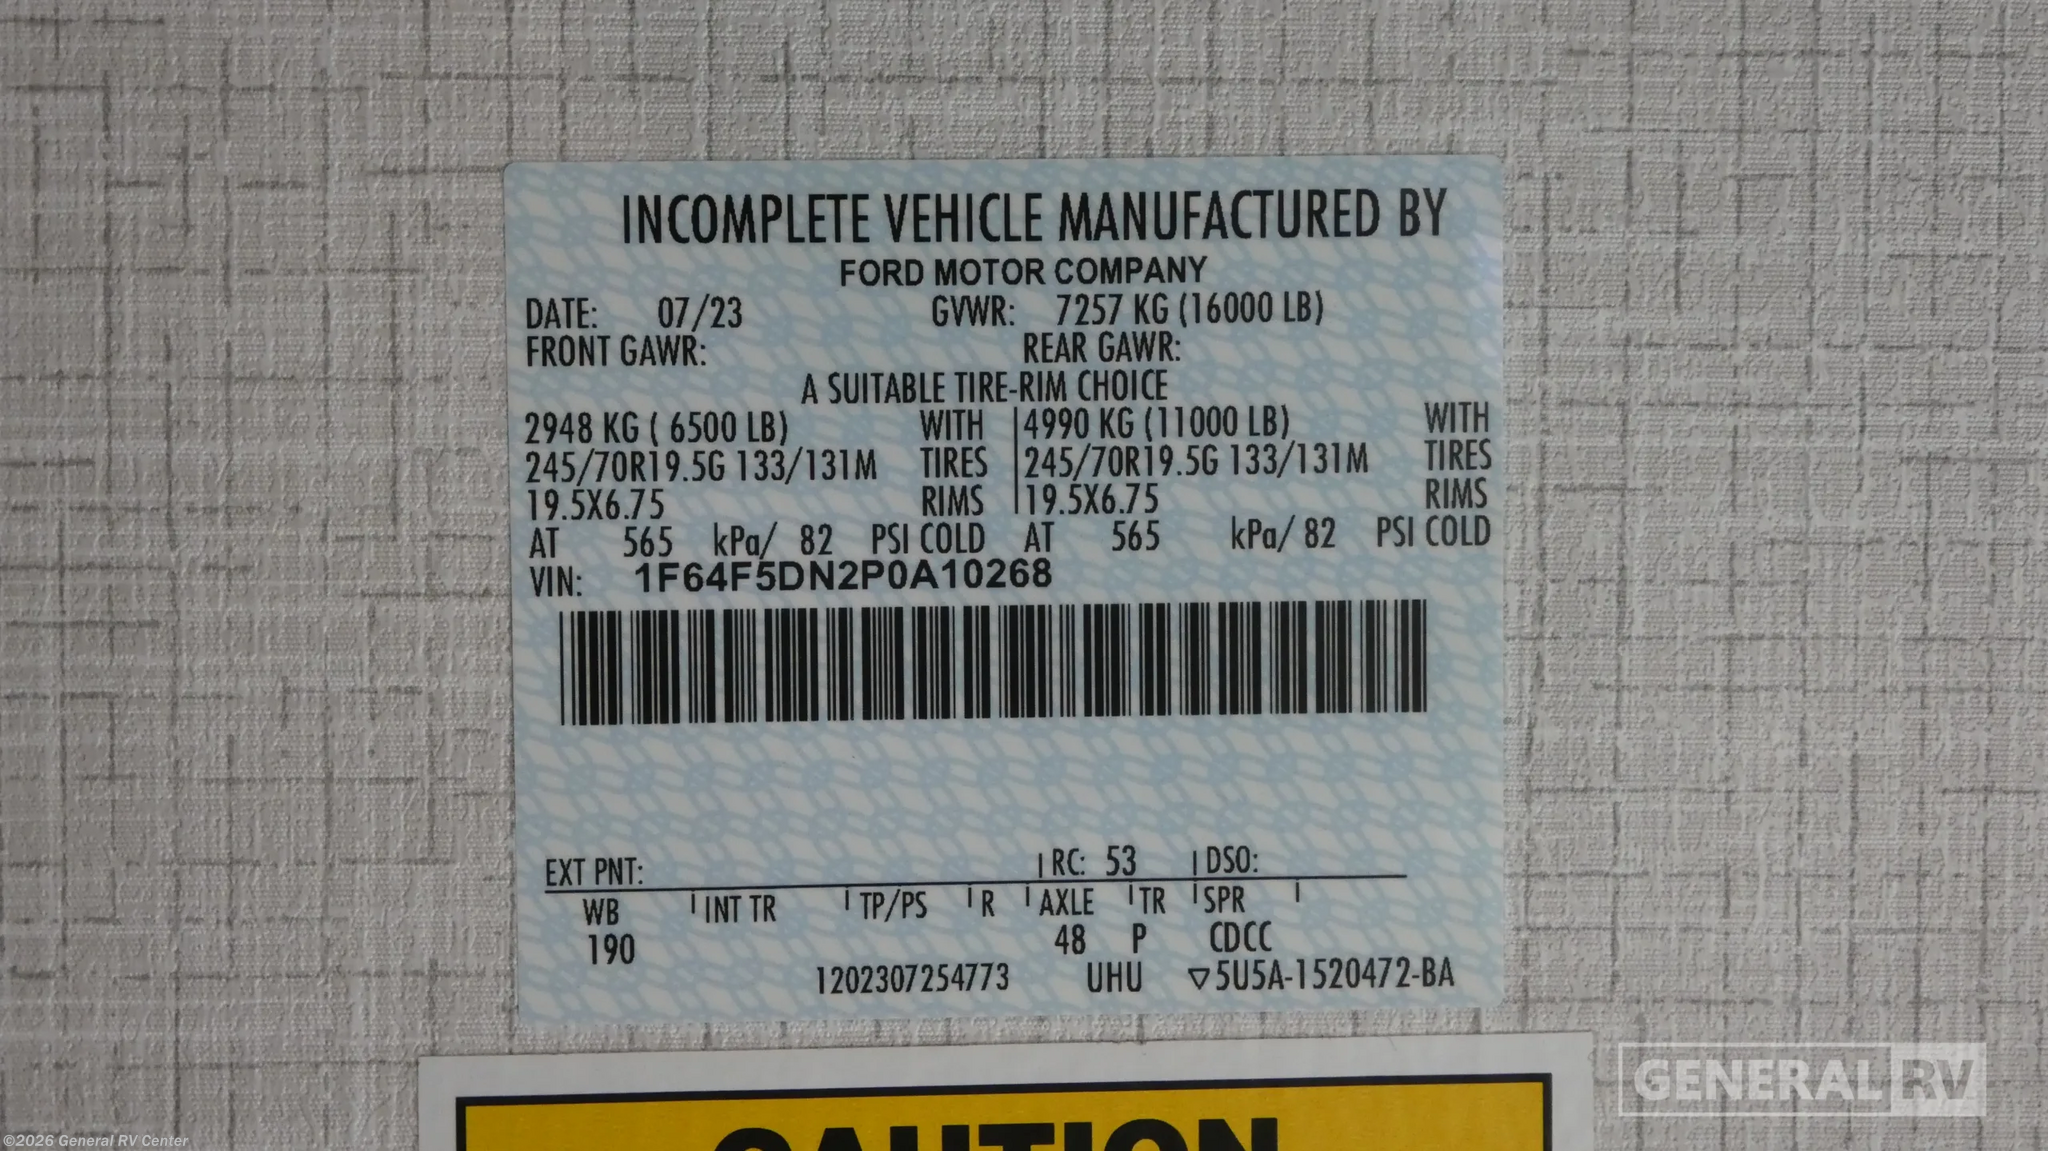 INCOMPLETE VEHICLE MANUFACTURED BY
FORD MOTOR COMPANY
DATE: 07/23 GVWR: 7257 KG (16000 LB)
FRONT GAWR: REAR GAWR:
A SUITABLE TIRE-RIM CHOICE
2948 KG ( 6500 LB) WITH 4990 KG (11000 LB) WITH
245/70R19.5G 133/131M TIRES 245/70R19.5G 133/131M TIRES
19.5X6.75 RIMS 19.5X6.75 RIMS
AT 565 kPa/ 82 PSI COLD AT 565 kPa/ 82 PSI COLD
VIN: 1F64F5DN2P0A10268
EXT PNT: RC: 53 DSO:
WB INT TR TP/PS R AXLE TR SPR
190 48 P CDCC
1202307254773 UHU ▽5U5A-1520472-BA
CAUTION
GENERAL RV
©2026 General RV Center